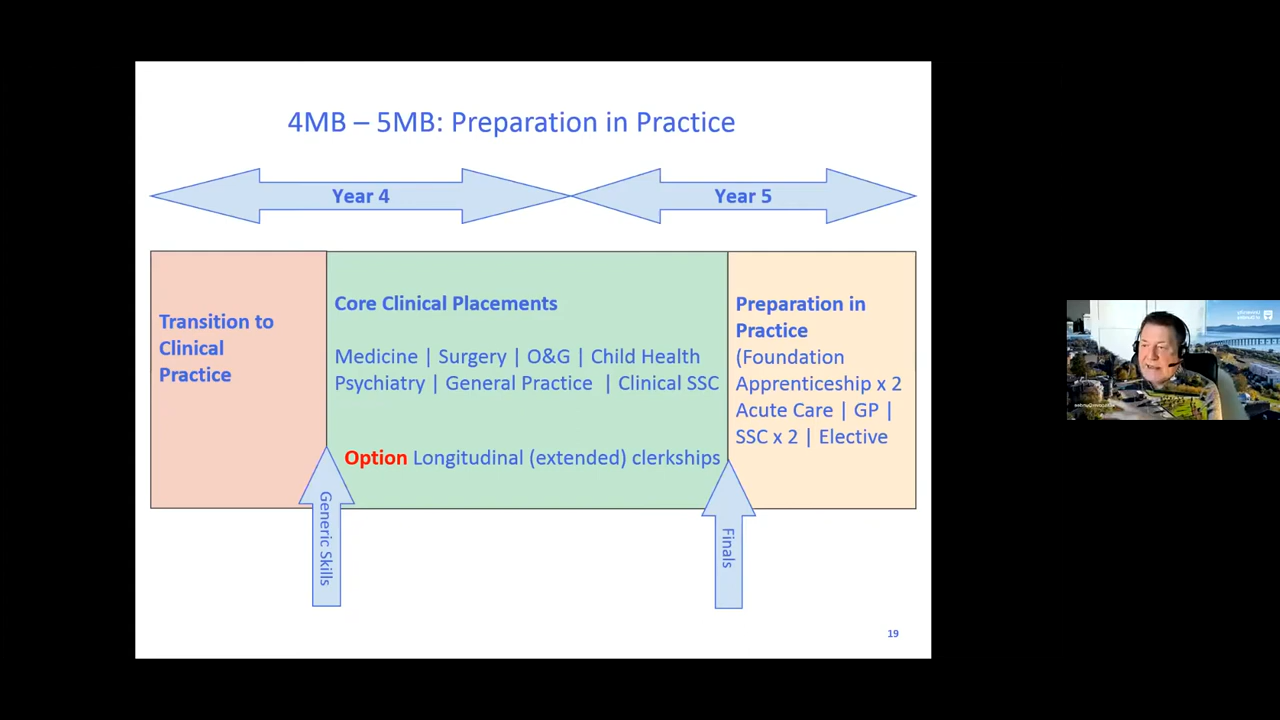 4MB – 5MB: Preparation in Practice
Year 4
Year 5
Transition to
Clinical
Practice
Core Clinical Placements
Medicine | Surgery | O&G | Child Health
Psychiatry | General Practice | Clinical SSC
Option Longitudinal (extended) clerkships
Preparation in
Practice
(Foundation
Apprenticeship x 2
Acute Care | GP |
SSC x 2 | Elective
Generic Skills
Finals
19